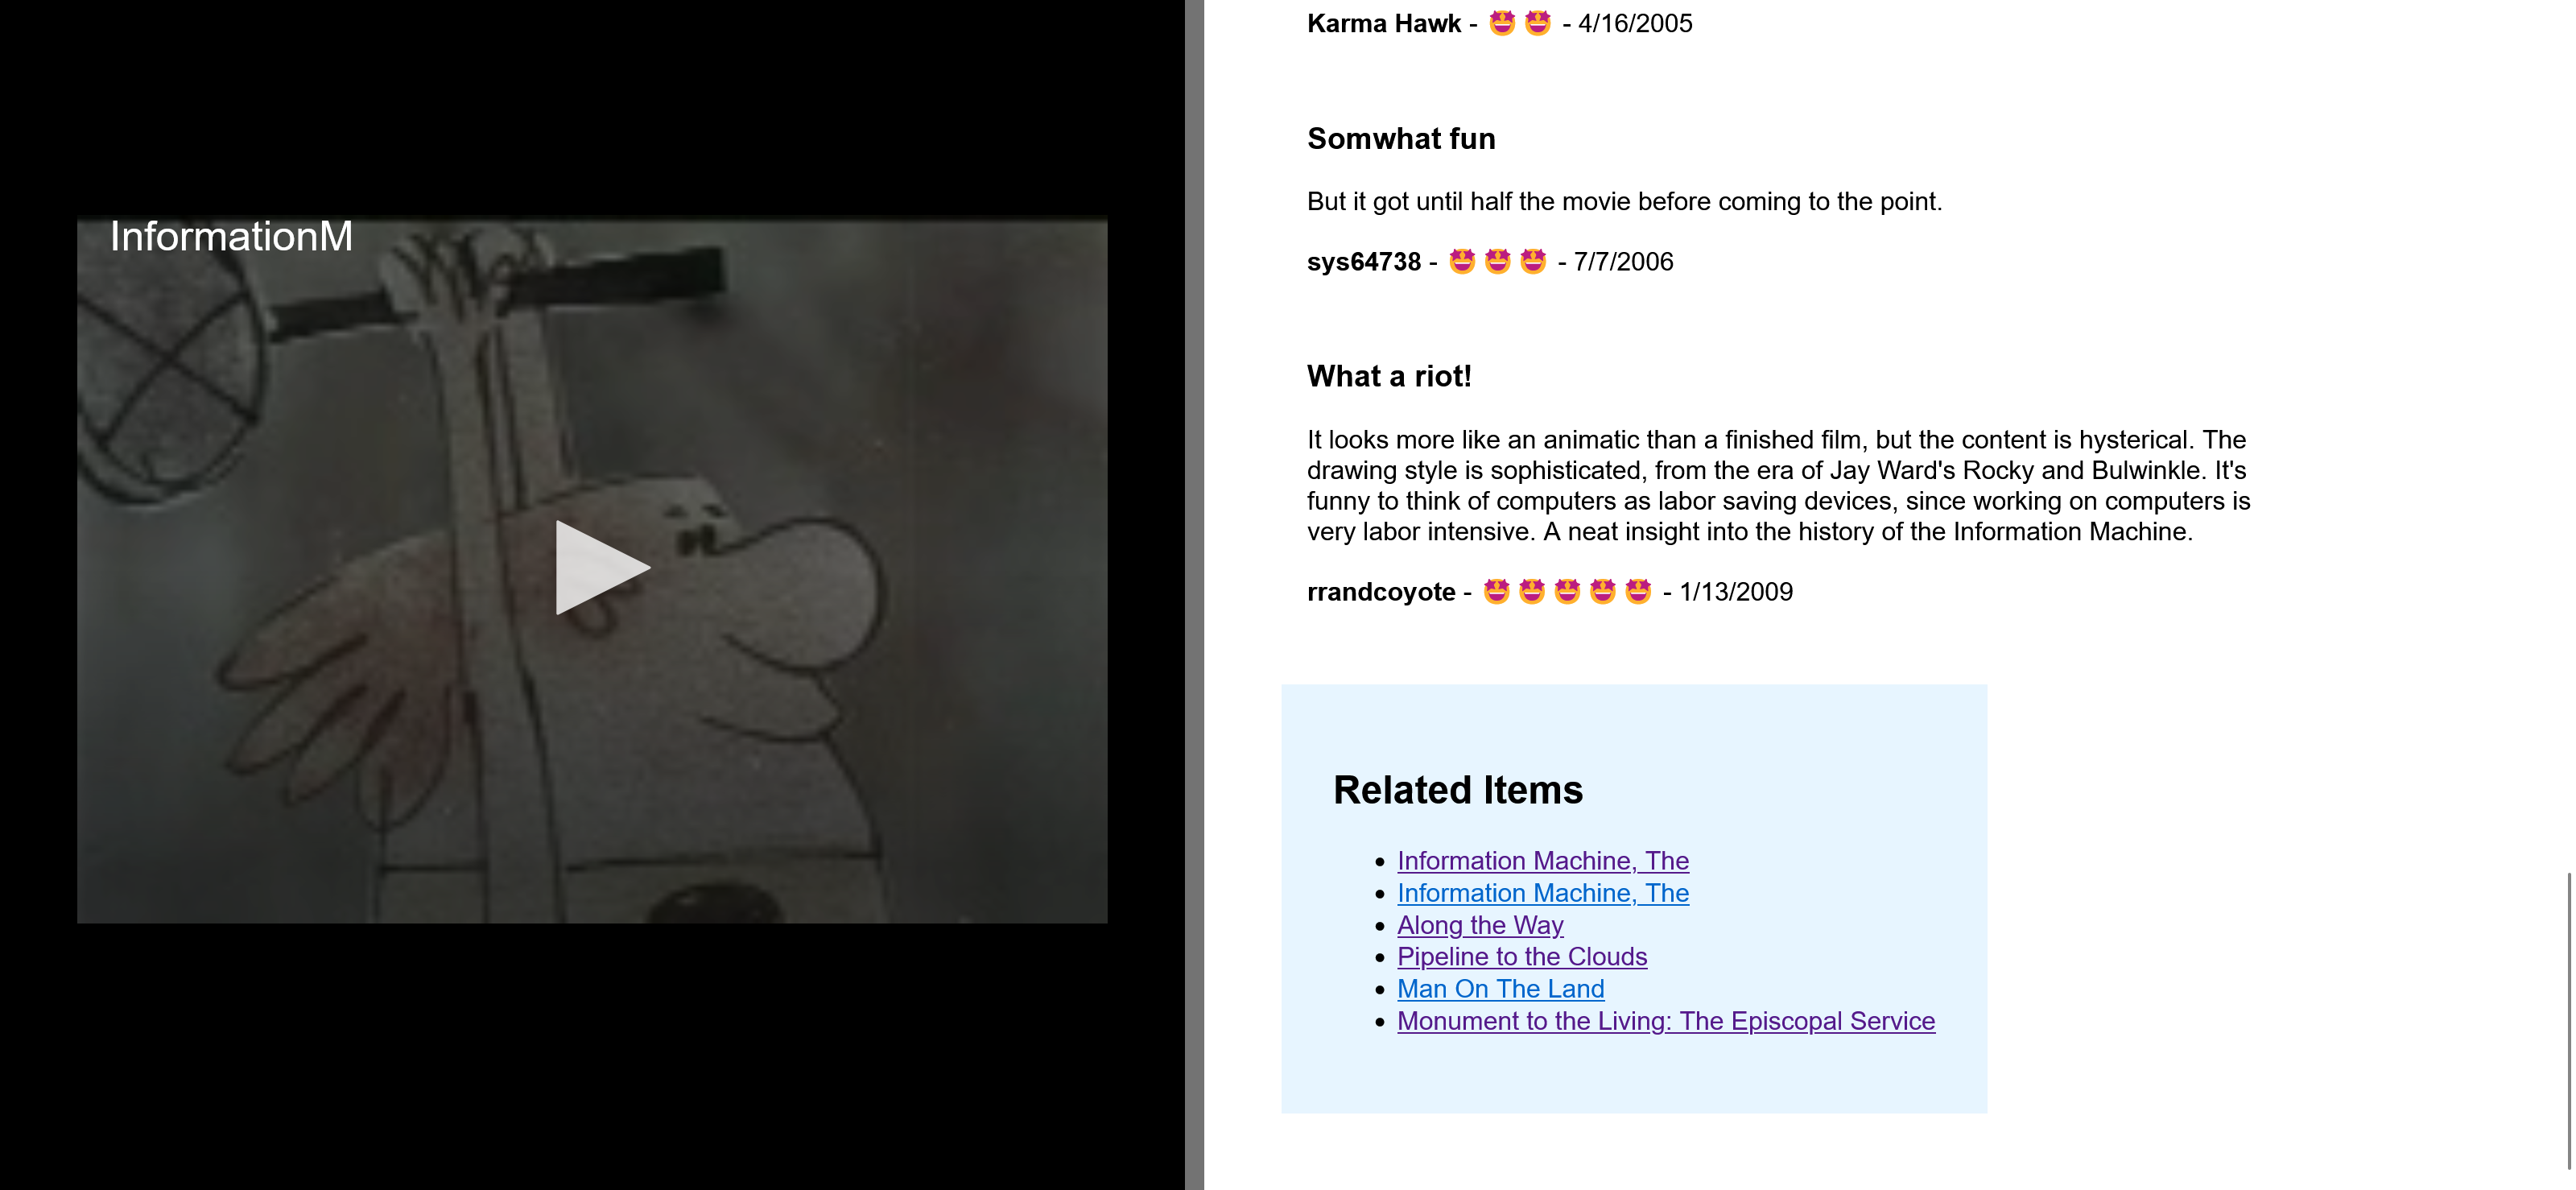 InformationM
Karma Hawk - 🤩🤩 - 4/16/2005
Somwhat fun
But it got until half the movie before coming to the point.
sys64738 - 🤩🤩🤩 - 7/7/2006
What a riot!
It looks more like an animatic than a finished film, but the content is hysterical. The
drawing style is sophisticated, from the era of Jay Ward's Rocky and Bulwinkle. It's
funny to think of computers as labor saving devices, since working on computers is
very labor intensive. A neat insight into the history of the Information Machine.
rrandcoyote - 🤩🤩🤩🤩🤩 - 1/13/2009
Related Items
• Information Machine, The
• Information Machine, The
• Along the Way
• Pipeline to the Clouds
• Man On The Land
• Monument to the Living: The Episcopal Service